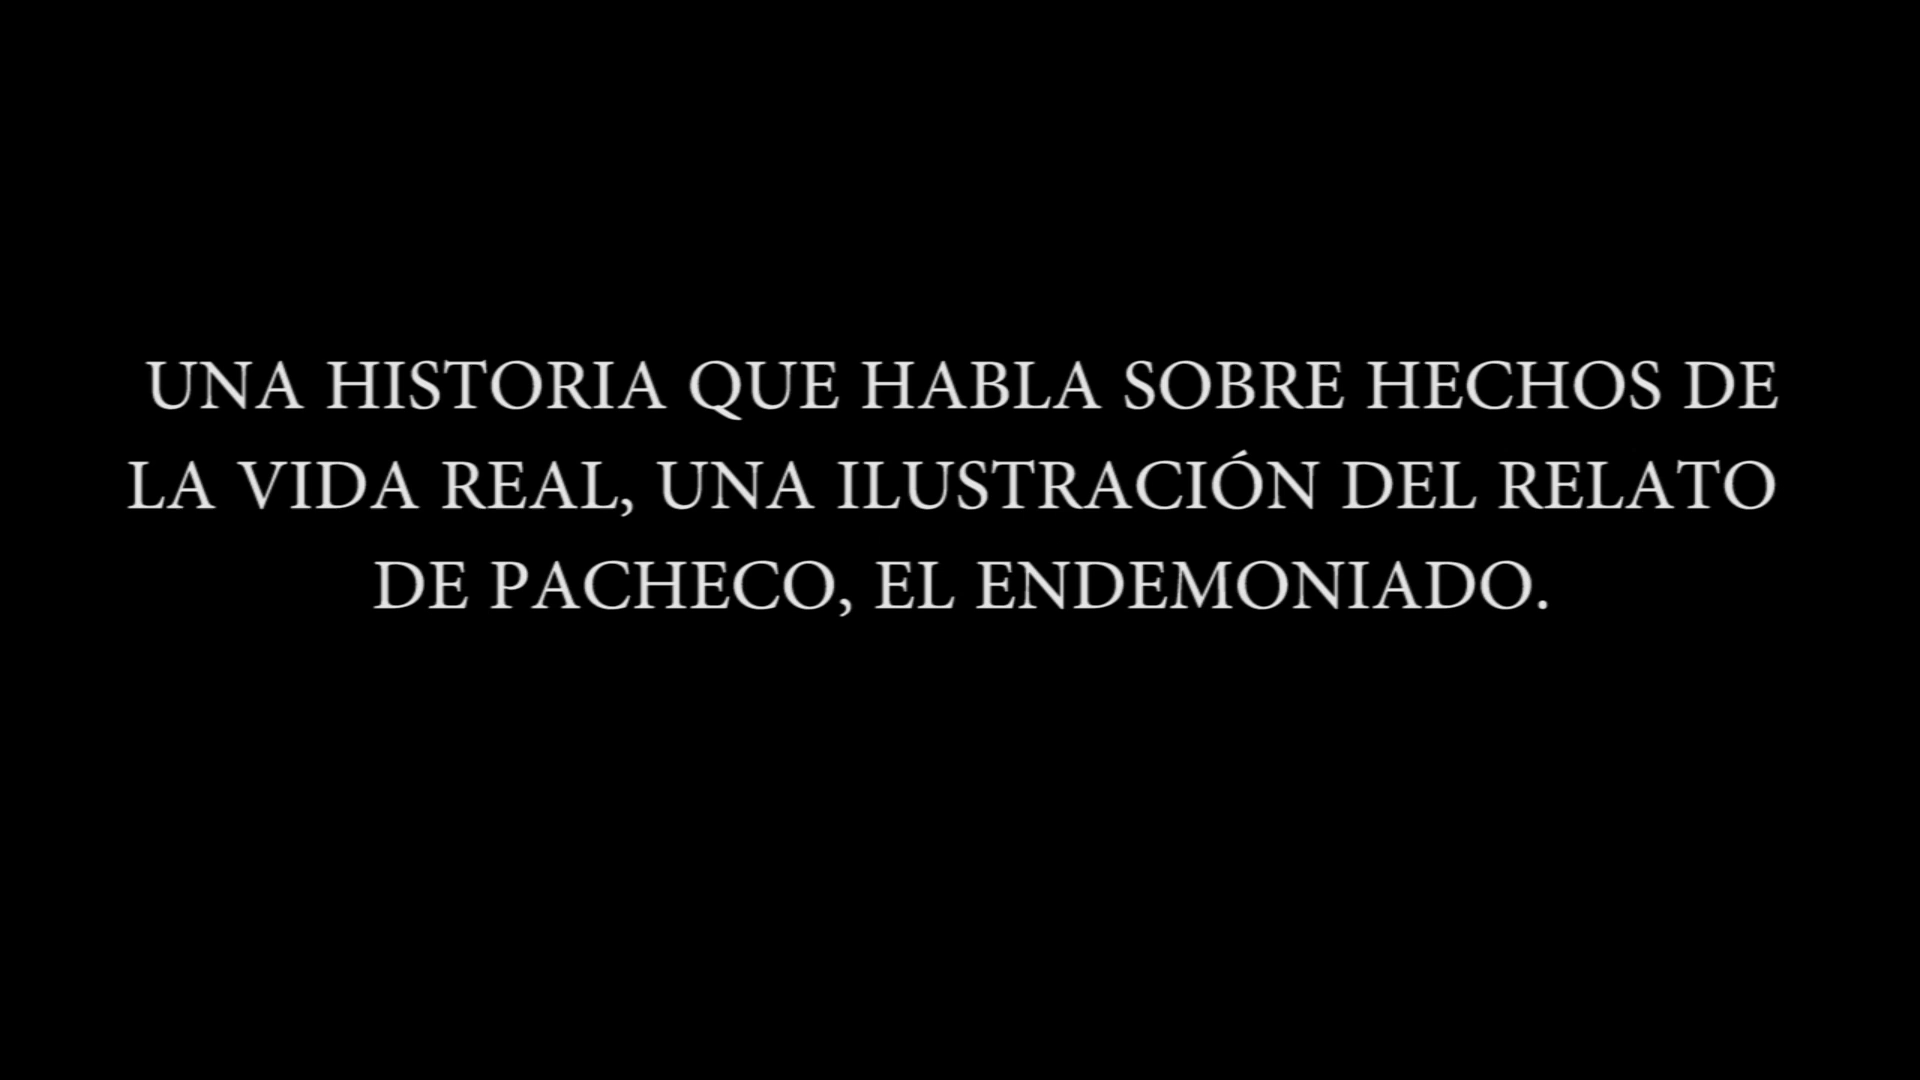 UNA HISTORIA QUE HABLA SOBRE HECHOS DE
LA VIDA REAL, UNA ILUSTRACIÓN DEL RELATO
DE PACHECO, EL ENDEMONIADO.